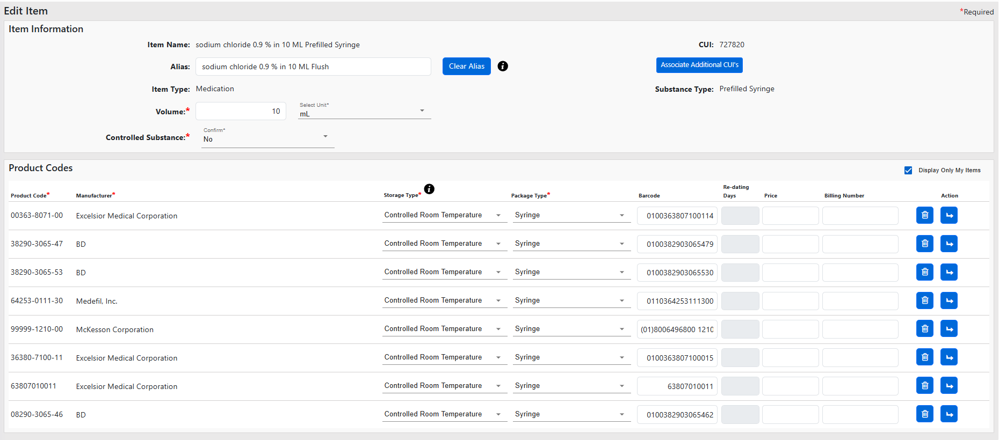 Edit Item
*Required
Item Information
Item Name: sodium chloride 0.9 % in 10 ML Prefilled Syringe
CUI: 727820
Alias: sodium chloride 0.9 % in 10 ML Flush Clear Alias i
Associate Additional CUI's
Item Type: Medication
Substance Type: Prefilled Syringe
Volume:* 10 Select Unit* mL
Controlled Substance:* Confirm* No
Product Codes
Display Only My Items
Product Code* Manufacturer* Storage Type* i Package Type* Barcode Re-dating Days Price Billing Number Action
00363-8071-00 Excelsior Medical Corporation Controlled Room Temperature Syringe 0100363807100114
38290-3065-47 BD Controlled Room Temperature Syringe 0100382903065479
38290-3065-53 BD Controlled Room Temperature Syringe 0100382903065530
64253-0111-30 Medefil, Inc. Controlled Room Temperature Syringe 0110364253111300
99999-1210-00 McKesson Corporation Controlled Room Temperature Syringe (01)8006496800 1210
36380-7100-11 Excelsior Medical Corporation Controlled Room Temperature Syringe 0100363807100015
63807010011 Excelsior Medical Corporation Controlled Room Temperature Syringe 63807010011
08290-3065-46 BD Controlled Room Temperature Syringe 0100382903065462